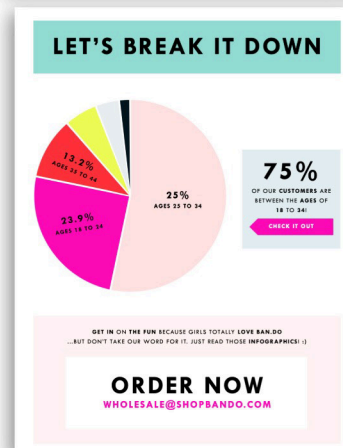 LET'S BREAK IT DOWN
13.2%
AGES 35 TO 44
25%
AGES 25 TO 34
23.9%
AGES 18 TO 24
75%
OF OUR CUSTOMERS ARE
BETWEEN THE AGES OF
18 TO 34!
CHECK IT OUT
GET IN ON THE FUN BECAUSE GIRLS TOTALLY LOVE BAN.DO
...BUT DON'T TAKE OUR WORD FOR IT. JUST READ THOSE INFOGRAPHICS! :)
ORDER NOW
WHOLESALE@SHOPBANDO.COM